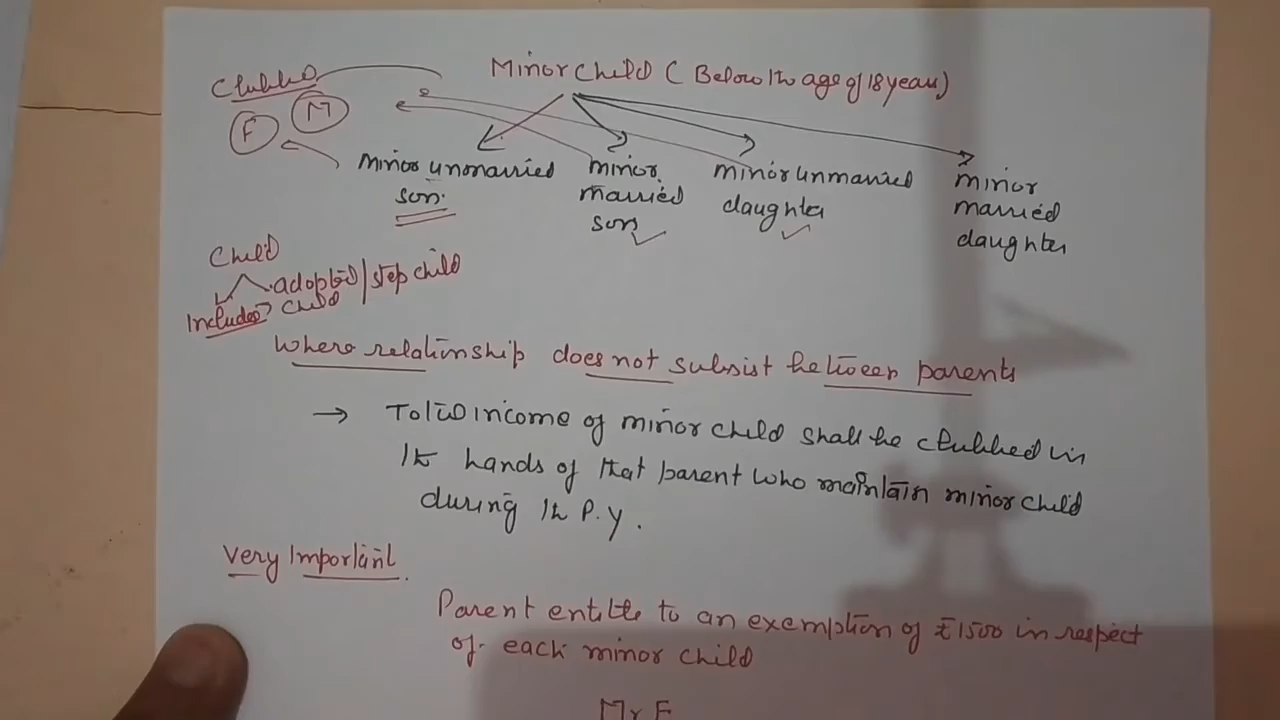 Clubbed
Minor child ( Below the age of 18 years)
F M
Minor unmarried son.
minor married son
minor unmarried daughter
minor married daughter
Child
adopted/step child
Includes child
Where relationship does not subsist between parents
→ Total income of minor child shall be clubbed in
the hands of that parent who maintain minor child
during the P.Y.
Very Important.
Parent entitle to an exemption of ₹1500 in respect
of each minor child
Mr F